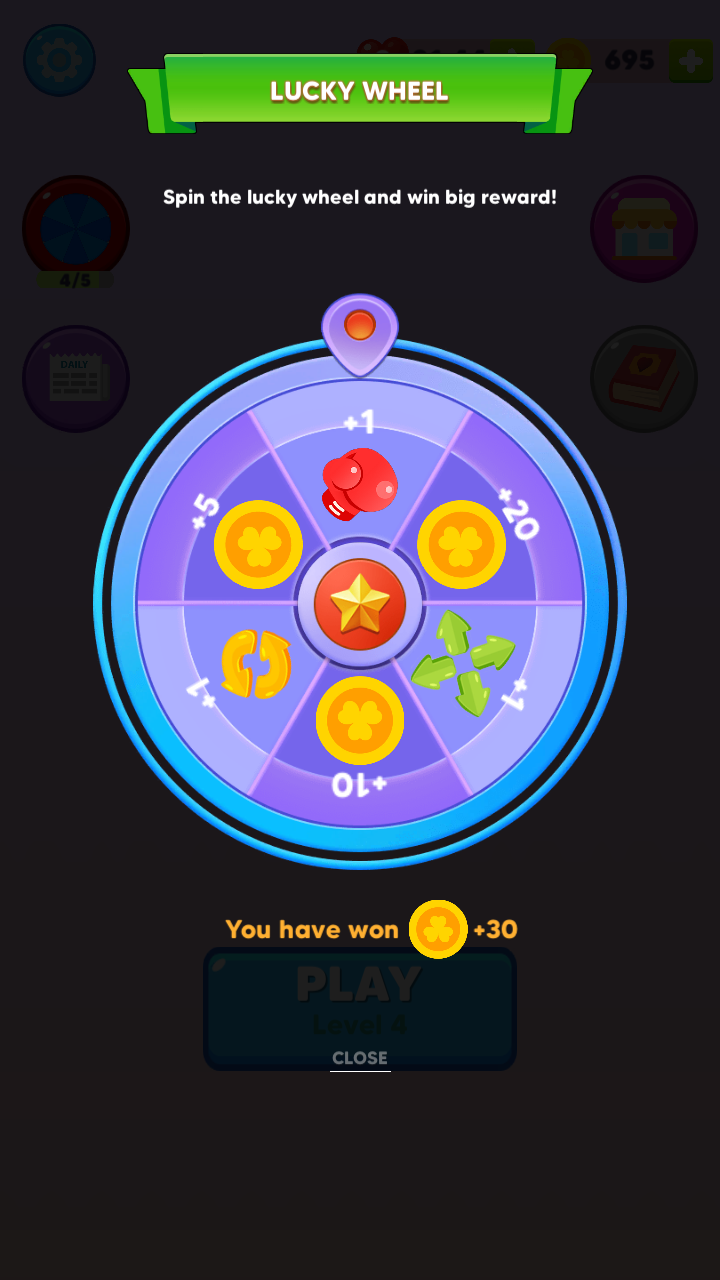 695
LUCKY WHEEL
Spin the lucky wheel and win big reward!
4/5
DAILY
+1
+5
+20
+1
+1
+10
You have won +30
PLAY
Level 4
CLOSE